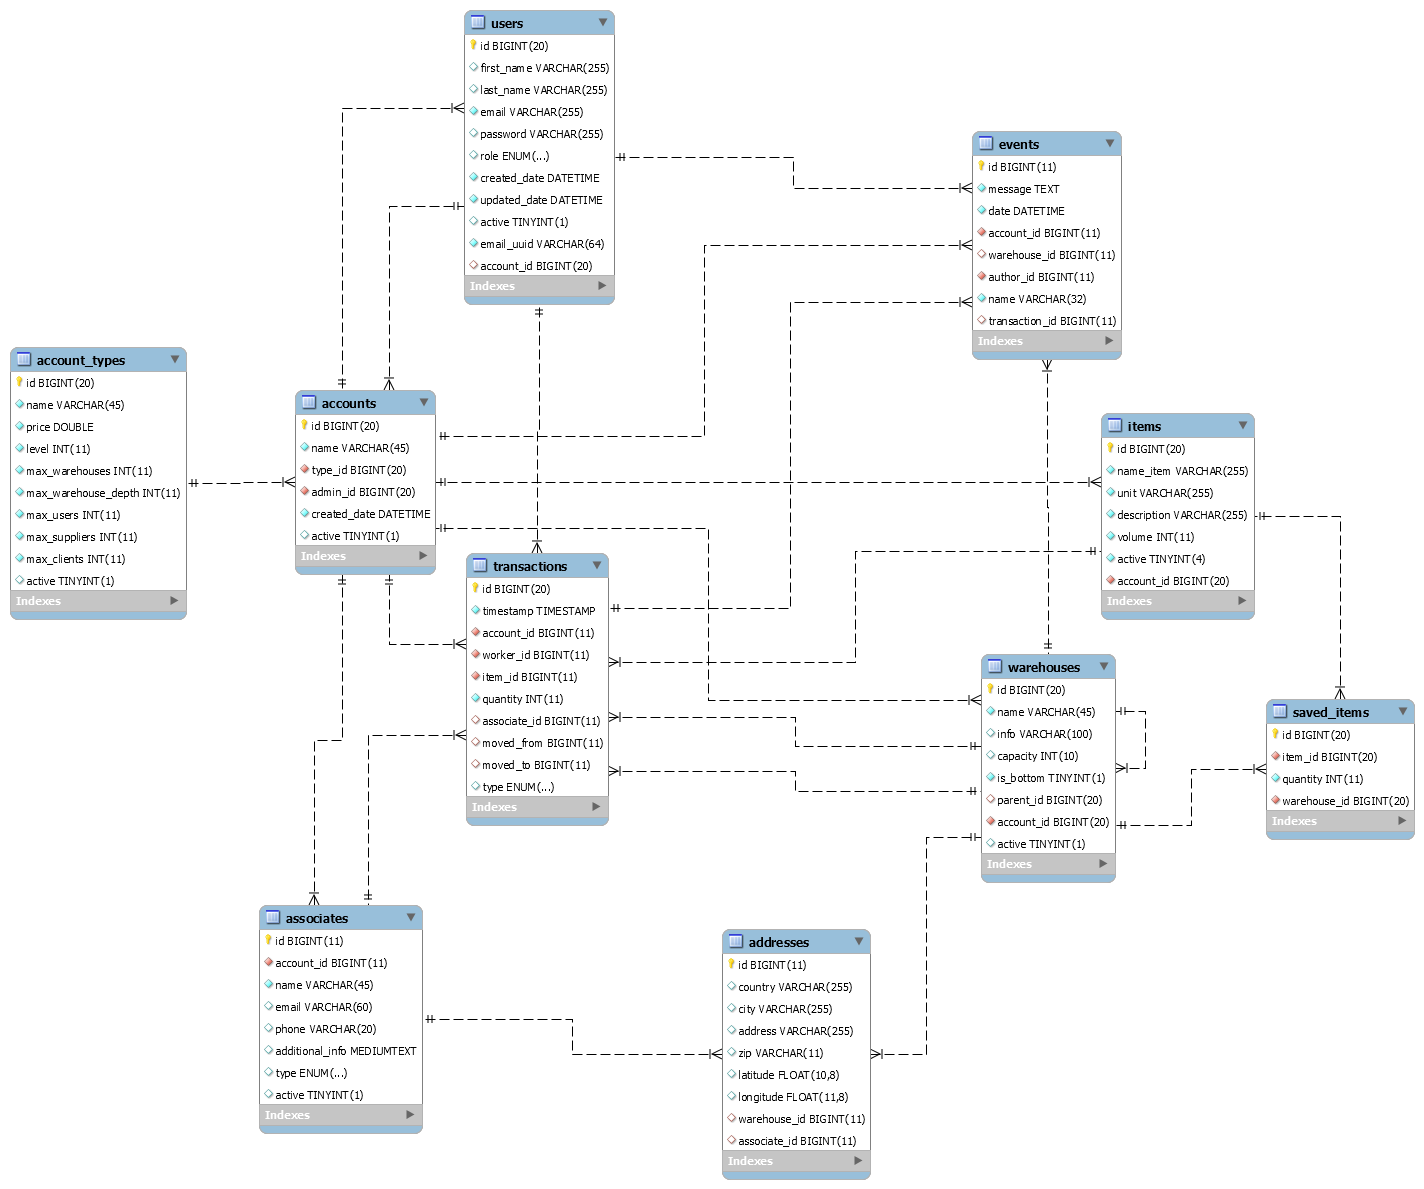 users
id BIGINT(20)
first_name VARCHAR(255)
last_name VARCHAR(255)
email VARCHAR(255)
password VARCHAR(255)
role ENUM(...)
created_date DATETIME
updated_date DATETIME
active TINYINT(1)
email_uuid VARCHAR(64)
account_id BIGINT(20)
Indexes
events
id BIGINT(11)
message TEXT
date DATETIME
account_id BIGINT(11)
warehouse_id BIGINT(11)
author_id BIGINT(11)
name VARCHAR(32)
transaction_id BIGINT(11)
Indexes
account_types
id BIGINT(20)
name VARCHAR(45)
price DOUBLE
level INT(11)
max_warehouses INT(11)
max_warehouse_depth INT(11)
max_users INT(11)
max_suppliers INT(11)
max_clients INT(11)
active TINYINT(1)
Indexes
accounts
id BIGINT(20)
name VARCHAR(45)
type_id BIGINT(20)
admin_id BIGINT(20)
created_date DATETIME
active TINYINT(1)
Indexes
items
id BIGINT(20)
name_item VARCHAR(255)
unit VARCHAR(255)
description VARCHAR(255)
volume INT(11)
active TINYINT(4)
account_id BIGINT(20)
Indexes
transactions
id BIGINT(20)
timestamp TIMESTAMP
account_id BIGINT(11)
worker_id BIGINT(11)
item_id BIGINT(11)
quantity INT(11)
associate_id BIGINT(11)
moved_from BIGINT(11)
moved_to BIGINT(11)
type ENUM(...)
Indexes
warehouses
id BIGINT(20)
name VARCHAR(45)
info VARCHAR(100)
capacity INT(10)
is_bottom TINYINT(1)
parent_id BIGINT(20)
account_id BIGINT(20)
active TINYINT(1)
Indexes
saved_items
id BIGINT(20)
item_id BIGINT(20)
quantity INT(11)
warehouse_id BIGINT(20)
Indexes
associates
id BIGINT(11)
account_id BIGINT(11)
name VARCHAR(45)
email VARCHAR(60)
phone VARCHAR(20)
additional_info MEDIUMTEXT
type ENUM(...)
active TINYINT(1)
Indexes
addresses
id BIGINT(11)
country VARCHAR(255)
city VARCHAR(255)
address VARCHAR(255)
zip VARCHAR(11)
latitude FLOAT(10,8)
longitude FLOAT(11,8)
warehouse_id BIGINT(11)
associate_id BIGINT(11)
Indexes